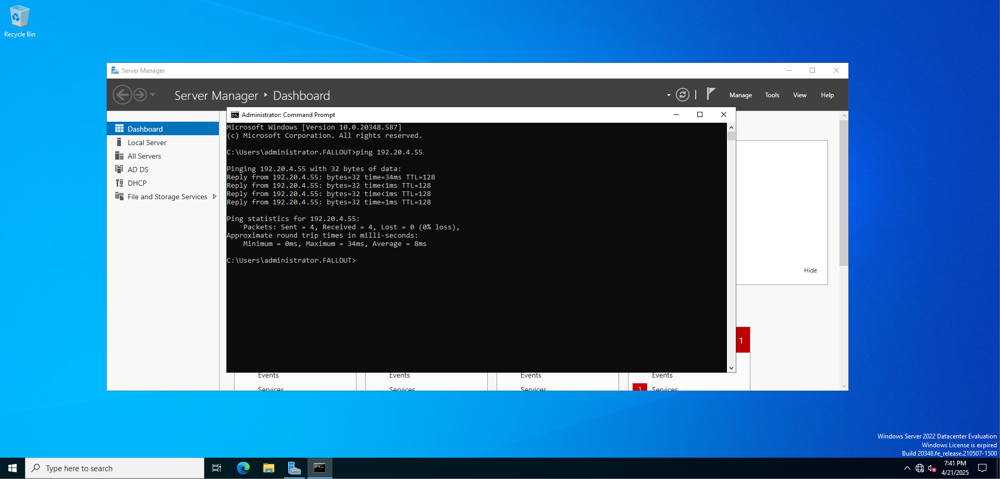 Recycle Bin
Server Manager
Server Manager ‣ Dashboard
Manage
Tools
View
Help
Dashboard
Local Server
All Servers
AD DS
DHCP
File and Storage Services
Administrator: Command Prompt
Microsoft Windows [Version 10.0.20348.587]
(c) Microsoft Corporation. All rights reserved.
C:\Users\administrator.FALLOUT>ping 192.20.4.55
Pinging 192.20.4.55 with 32 bytes of data:
Reply from 192.20.4.55: bytes=32 time=34ms TTL=128
Reply from 192.20.4.55: bytes=32 time<1ms TTL=128
Reply from 192.20.4.55: bytes=32 time<1ms TTL=128
Reply from 192.20.4.55: bytes=32 time=1ms TTL=128
Ping statistics for 192.20.4.55:
Packets: Sent = 4, Received = 4, Lost = 0 (0% loss),
Approximate round trip times in milli-seconds:
Minimum = 0ms, Maximum = 34ms, Average = 8ms
C:\Users\administrator.FALLOUT>
Hide
1
Events
Events
Events
Events
Services
Services
Services
1 Services
Windows Server 2022 Datacenter Evaluation
Windows License is expired
Build 20348.fe_release.210507-1500
Type here to search
7:41 PM
4/21/2025